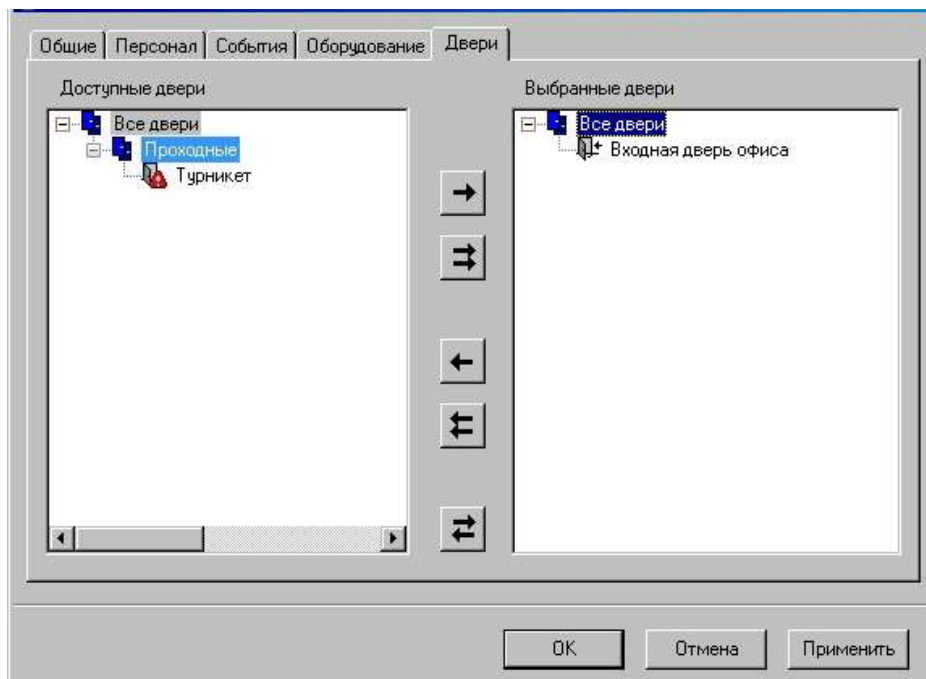 Общие Персонал События Оборудование Двери
Доступные двери
Все двери
Проходные
Турникет
Выбранные двери
Все двери
Входная дверь офиса
OK Отмена Применить